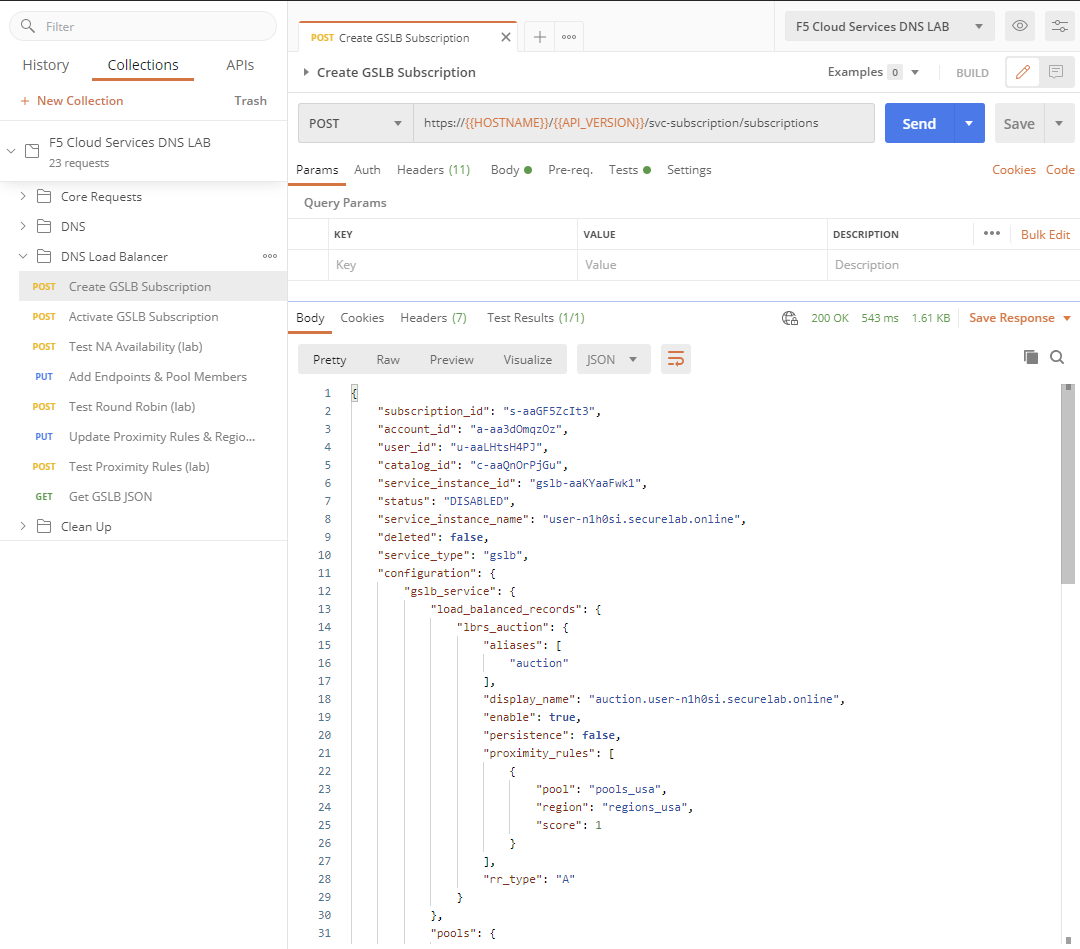 Filter
History
Collections
APIs
+ New Collection
Trash
F5 Cloud Services DNS LAB
23 requests
Core Requests
DNS
DNS Load Balancer
POST Create GSLB Subscription
POST Activate GSLB Subscription
POST Test NA Availability (lab)
PUT Add Endpoints & Pool Members
POST Test Round Robin (lab)
PUT Update Proximity Rules & Regio...
POST Test Proximity Rules (lab)
GET Get GSLB JSON
Clean Up
POST Create GSLB Subscription
F5 Cloud Services DNS LAB
Create GSLB Subscription
Examples 0
BUILD
POST
https://{{HOSTNAME}}/{{API_VERSION}}/svc-subscription/subscriptions
Send
Save
Params Auth Headers (11) Body Pre-req. Tests Settings
Cookies Code
Query Params
KEY VALUE DESCRIPTION
Bulk Edit
Key Value Description
Body Cookies Headers (7) Test Results (1/1)
200 OK 543 ms 1.61 KB
Save Response
Pretty Raw Preview Visualize
JSON
1 {
2 "subscription_id": "s-aaGF5ZcIt3",
3 "account_id": "a-aa3dOmqzOz",
4 "user_id": "u-aaLHtsH4PJ",
5 "catalog_id": "c-aaQnOrPjGu",
6 "service_instance_id": "gslb-aaKYaaFwk1",
7 "status": "DISABLED",
8 "service_instance_name": "user-n1h0si.securelab.online",
9 "deleted": false,
10 "service_type": "gslb",
11 "configuration": {
12 "gslb_service": {
13 "load_balanced_records": {
14 "lbrs_auction": {
15 "aliases": [
16 "auction"
17 ],
18 "display_name": "auction.user-n1h0si.securelab.online",
19 "enable": true,
20 "persistence": false,
21 "proximity_rules": [
22 {
23 "pool": "pools_usa",
24 "region": "regions_usa",
25 "score": 1
26 }
27 ],
28 "rr_type": "A"
29 }
30 },
31 "pools": {